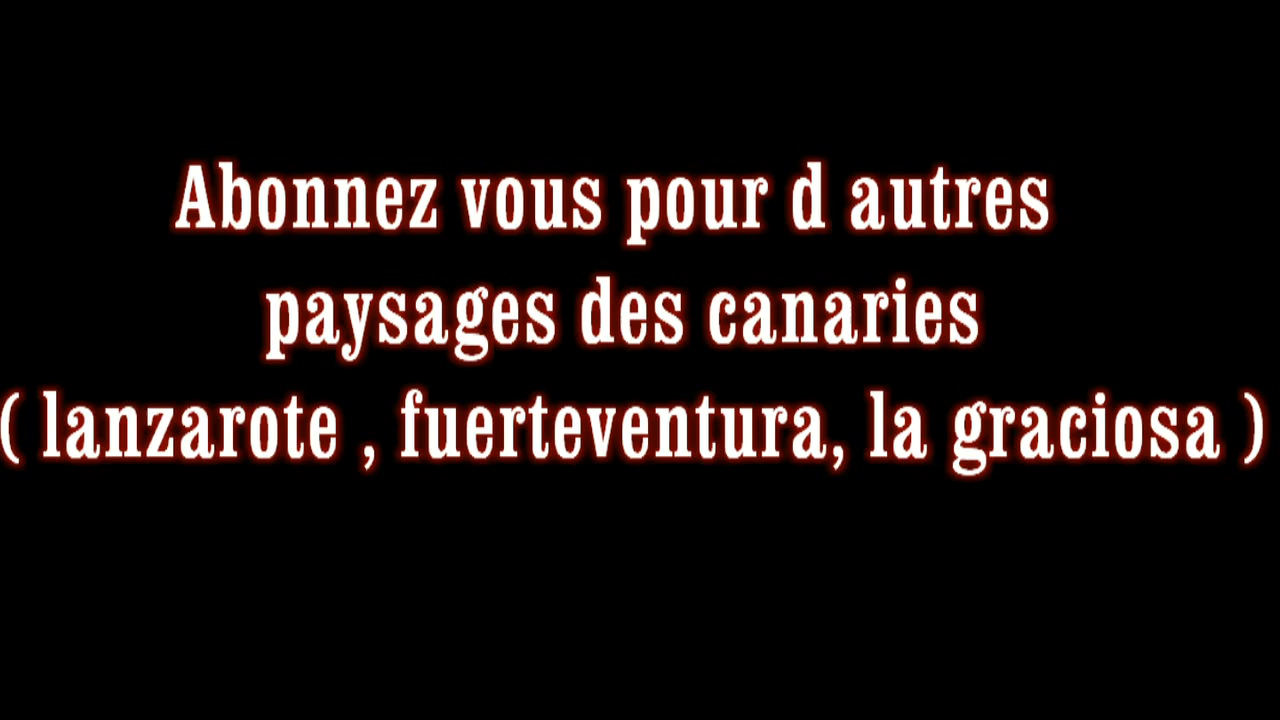 Abonnez vous pour d autres
paysages des canaries
( lanzarote , fuerteventura, la graciosa )